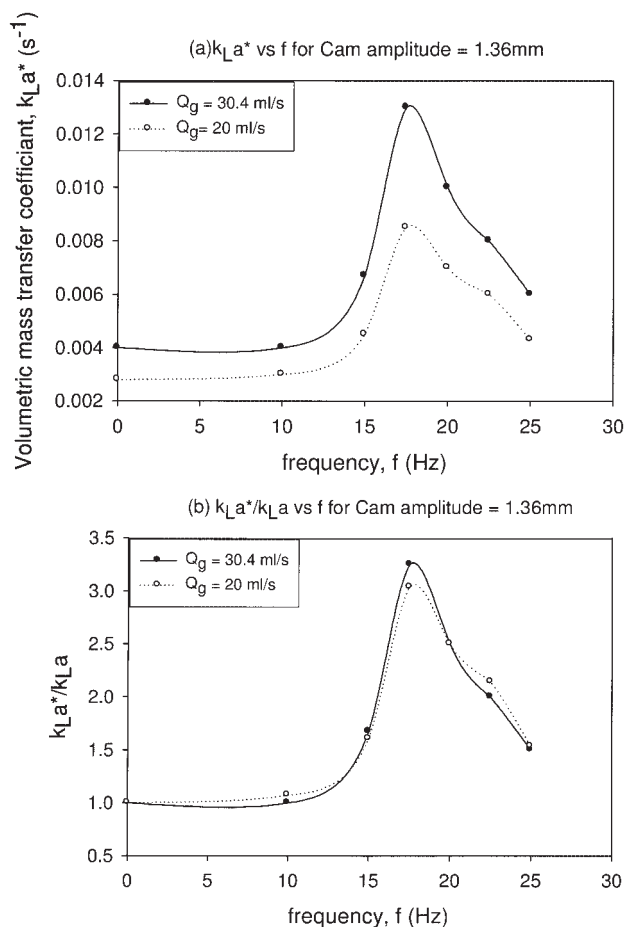 (a)kLa* vs f for Cam amplitude = 1.36mm
Volumetric mass transfer coefficiant, kLa* (s-1)
0.014
0.012
0.010
0.008
0.006
0.004
0.002
Qg = 30.4 ml/s
Qg= 20 ml/s
0 5 10 15 20 25 30
frequency, f (Hz)
(b) kLa*/kLa vs f for Cam amplitude = 1.36mm
kLa*/kLa
3.5
3.0
2.5
2.0
1.5
1.0
0.5
Qg = 30.4 ml/s
Qg = 20 ml/s
0 5 10 15 20 25 30
frequency, f (Hz)